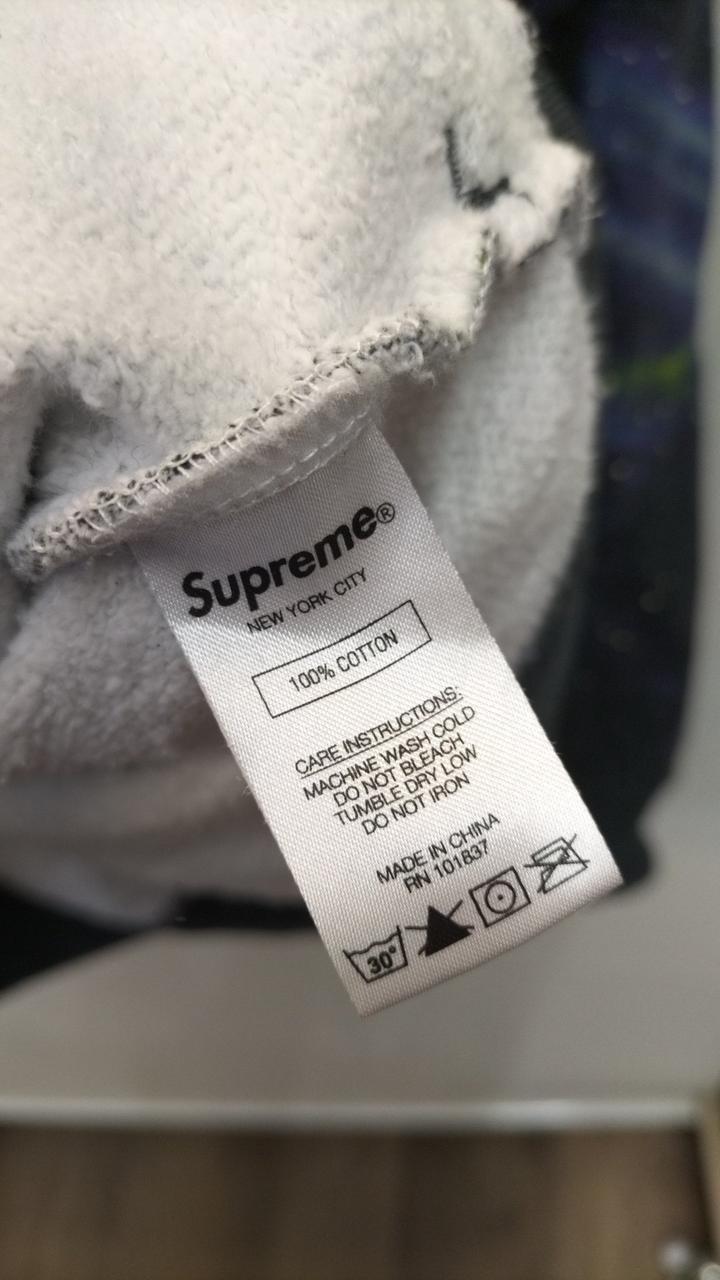 Supreme®
NEW YORK CITY
100% COTTON
CARE INSTRUCTIONS:
MACHINE WASH COLD
DO NOT BLEACH
TUMBLE DRY LOW
DO NOT IRON
MADE IN CHINA
RN 101837
30°